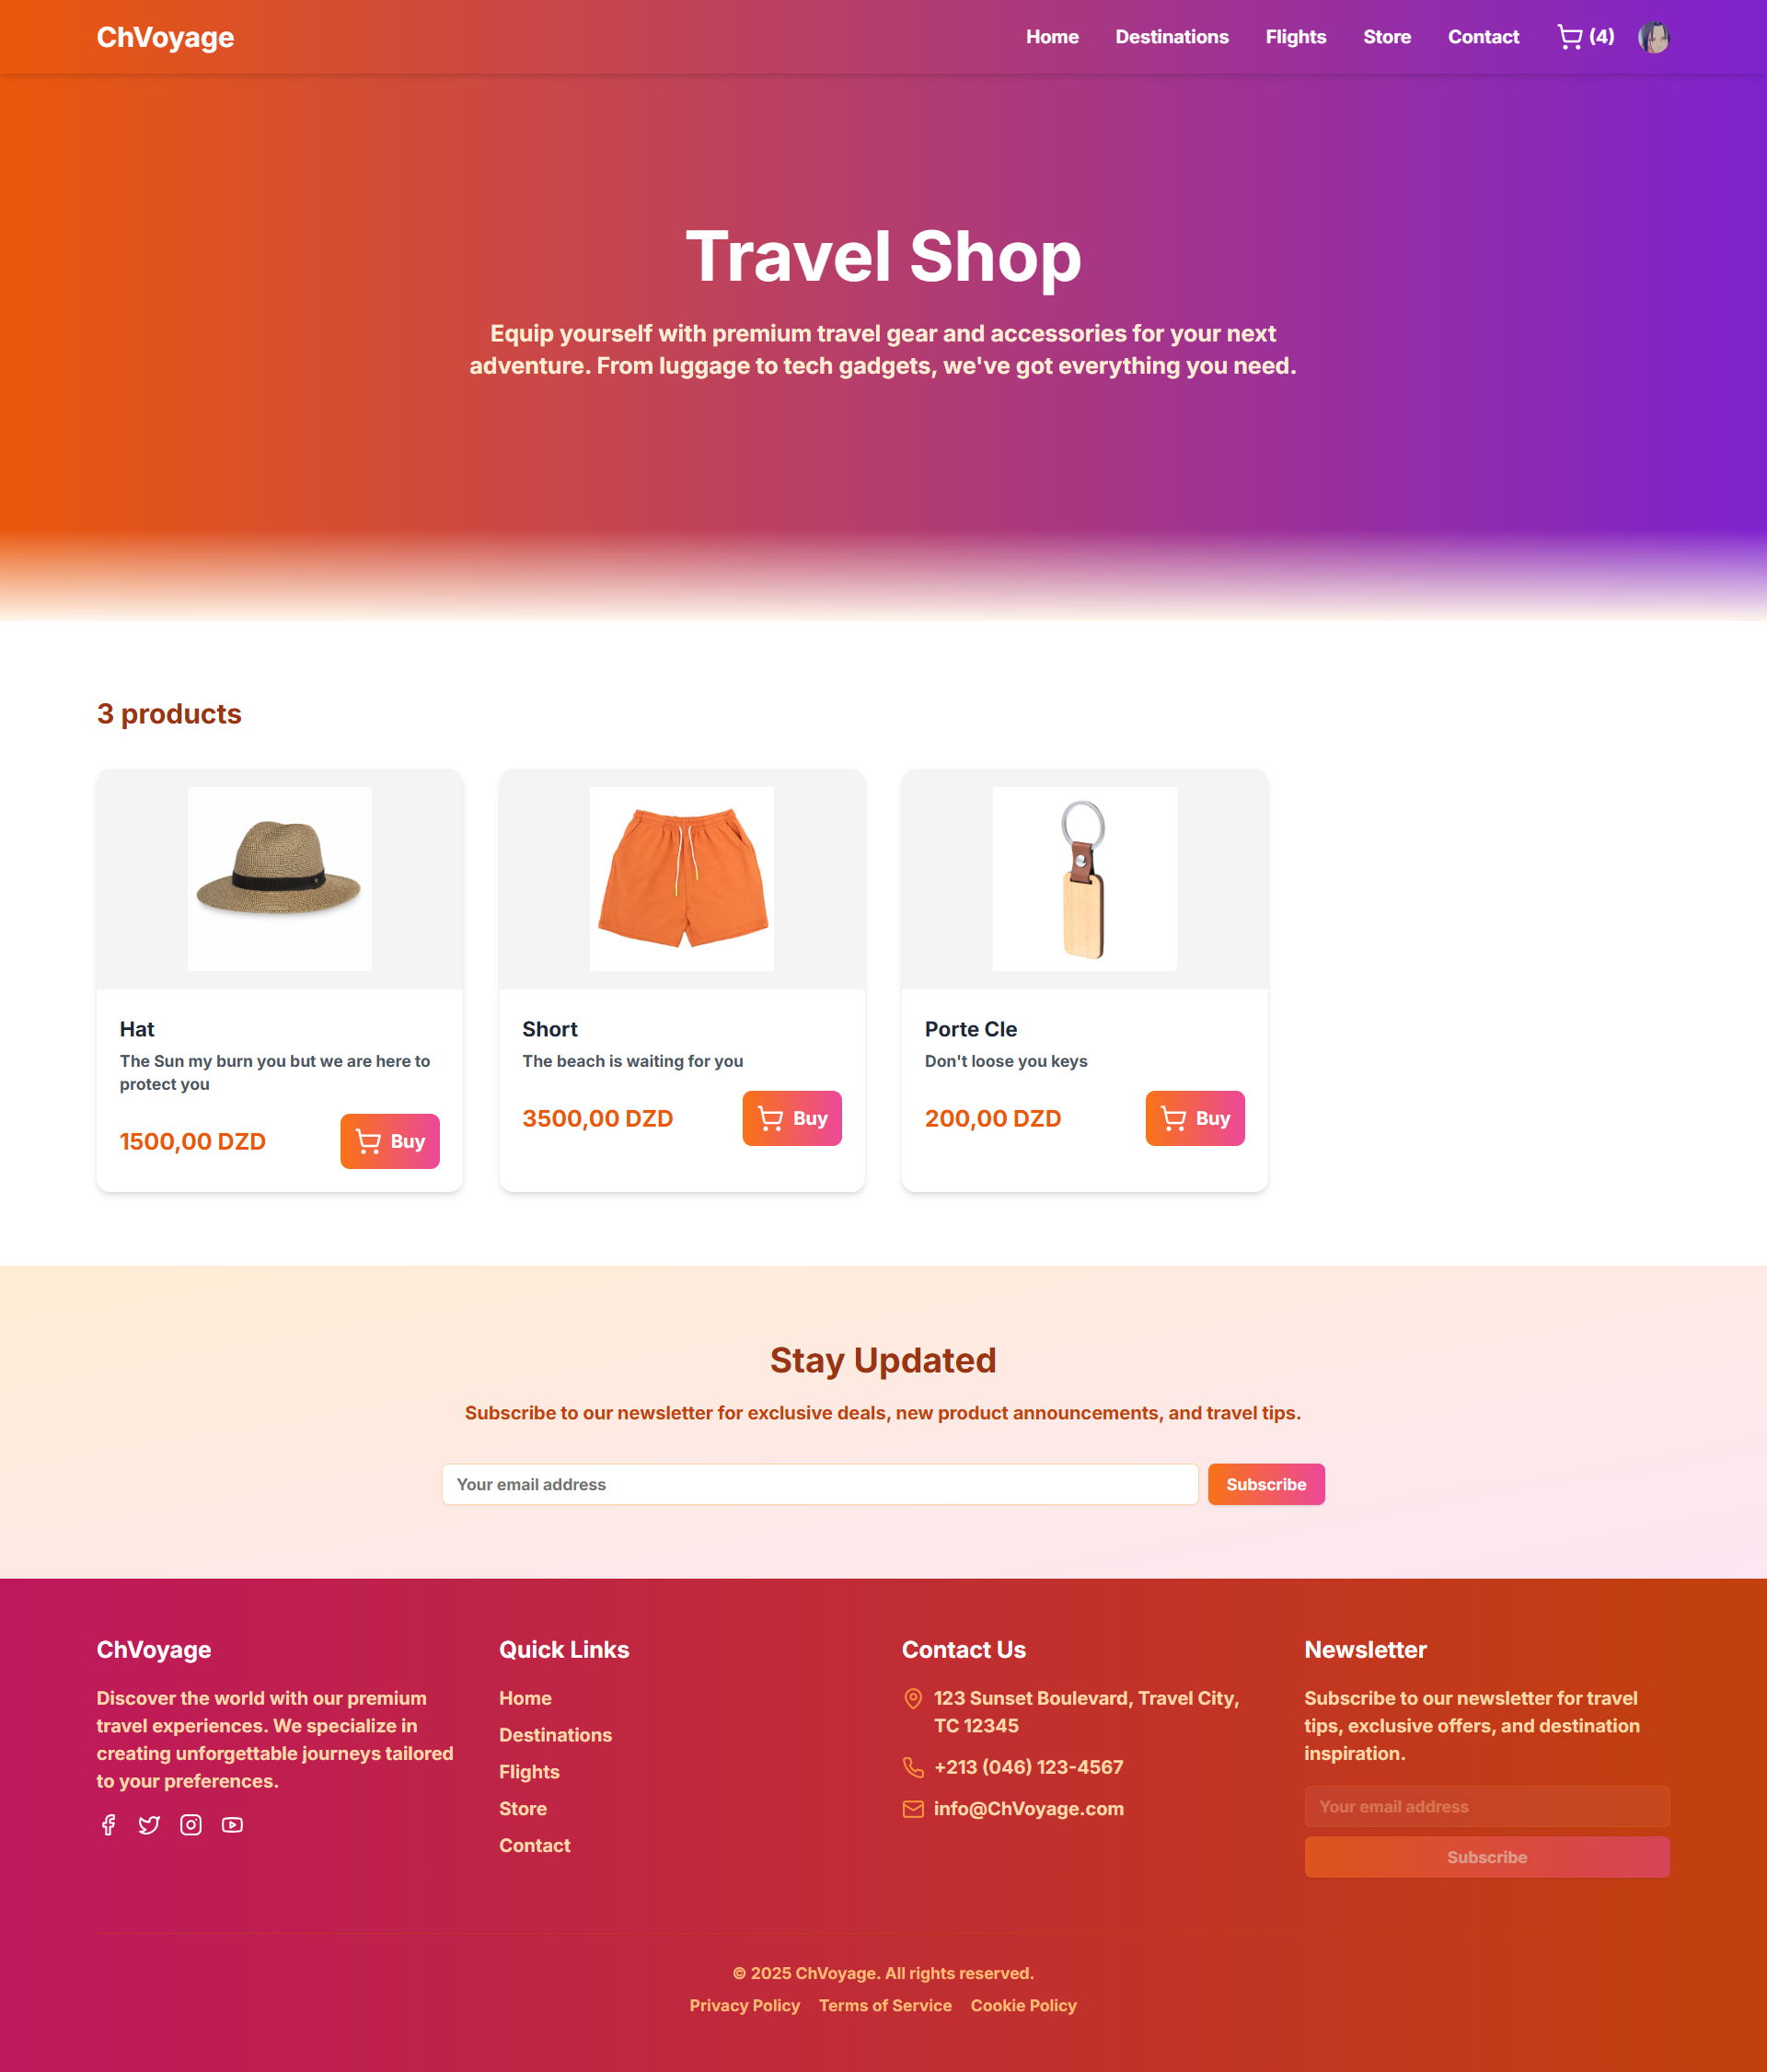 ChVoyage
Home Destinations Flights Store Contact (4)
Travel Shop
Equip yourself with premium travel gear and accessories for your next
adventure. From luggage to tech gadgets, we've got everything you need.
3 products
Hat
The Sun my burn you but we are here to
protect you
1500,00 DZD
Buy
Short
The beach is waiting for you
3500,00 DZD
Buy
Porte Cle
Don't loose you keys
200,00 DZD
Buy
Stay Updated
Subscribe to our newsletter for exclusive deals, new product announcements, and travel tips.
Your email address
Subscribe
ChVoyage
Discover the world with our premium
travel experiences. We specialize in
creating unforgettable journeys tailored
to your preferences.
Quick Links
Home
Destinations
Flights
Store
Contact
Contact Us
123 Sunset Boulevard, Travel City,
TC 12345
+213 (046) 123-4567
info@ChVoyage.com
Newsletter
Subscribe to our newsletter for travel
tips, exclusive offers, and destination
inspiration.
Your email address
Subscribe
© 2025 ChVoyage. All rights reserved.
Privacy Policy Terms of Service Cookie Policy